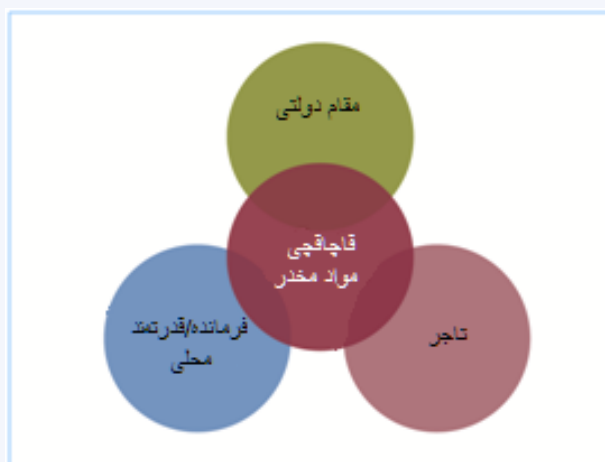 مقام دولتی
قاچاقچی
مواد مخدر
فرمانده/قدرتمند
محلی
تاجر